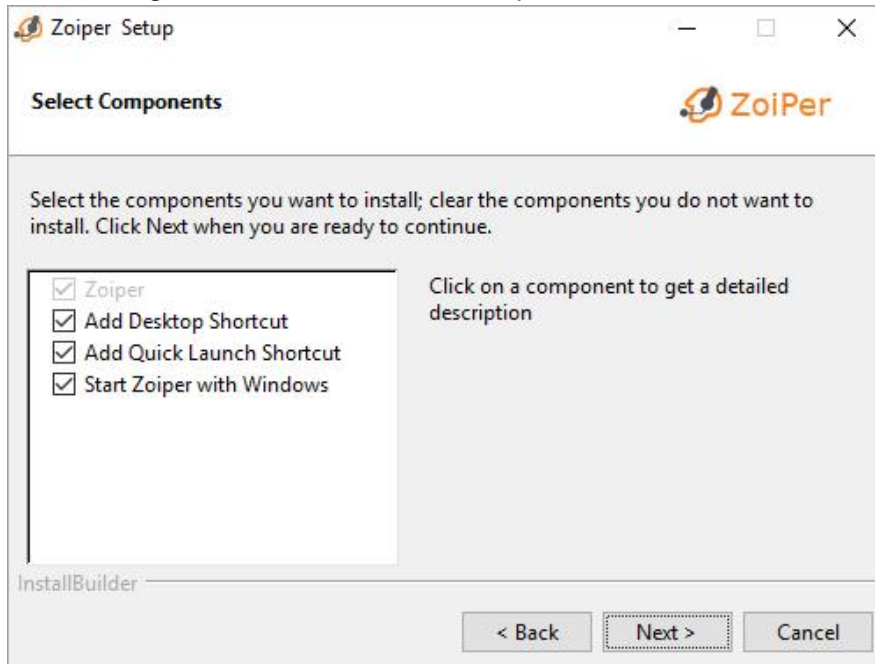 Zoiper Setup
Select Components
ZoiPer
Select the components you want to install; clear the components you do not want to
install. Click Next when you are ready to continue.
Zoiper
Add Desktop Shortcut
Add Quick Launch Shortcut
Start Zoiper with Windows
Click on a component to get a detailed
description
InstallBuilder
< Back
Next >
Cancel